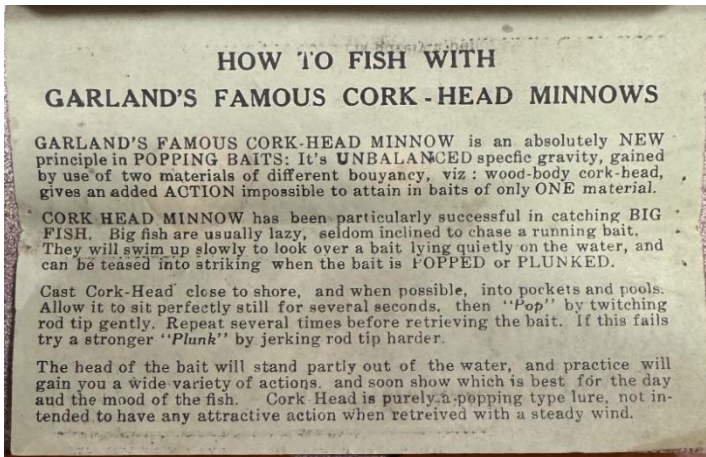 HOW TO FISH WITH
GARLAND'S FAMOUS CORK-HEAD MINNOWS
GARLAND'S FAMOUS CORK-HEAD MINNOW is an absolutely NEW
principle in POPPING BAITS: It's UNBALANCED specfic gravity, gained
by use of two materials of different bouyancy, viz : wood-body cork-head,
gives an added ACTION impossible to attain in baits of only ONE material.
CORK HEAD MINNOW has been particularly successful in catching BIG
FISH. Big fish are usually lazy, seldom inclined to chase a running bait.
They will swim up slowly to look over a bait lying quietly on the water, and
can be teased into striking when the bait is POPPED or PLUNKED.
Cast Cork-Head close to shore, and when possible, into pockets and pools.
Allow it to sit perfectly still for several seconds, then "Pop" by twitching
rod tip gently. Repeat several times before retrieving the bait. If this fails
try a stronger "Plunk" by jerking rod tip harder.
The head of the bait will stand partly out of the water, and practice will
gain you a wide variety of actions, and soon show which is best for the day
aud the mood of the fish. Cork Head is purely a popping type lure, not in-
tended to have any attractive action when retreived with a steady wind.